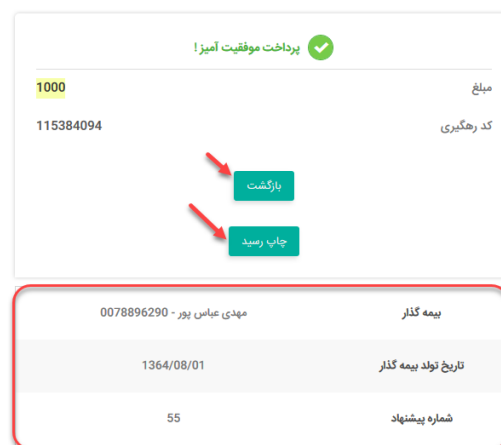 پرداخت موفقیت آمیز !
مبلغ 1000
کد رهگیری 115384094
بازگشت
چاپ رسید
بیمه گذار مهدی عباس پور - 0078896290
تاریخ تولد بیمه گذار 1364/08/01
شماره پیشنهاد 55